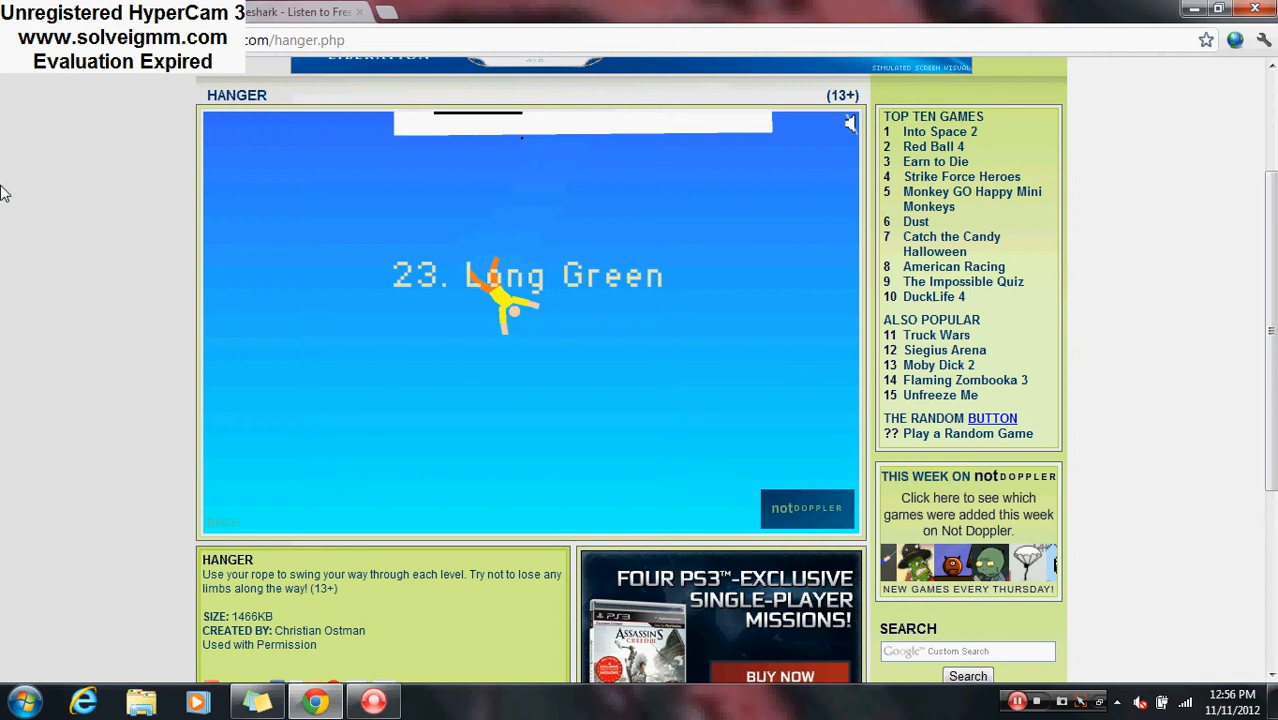 Unregistered HyperCam 3
www.solveigmm.com
Evaluation Expired
eshark - Listen to Free
com/hanger.php
SIMULATED SCREEN VISUAL
HANGER
(13+)
23. Long Green
notDOPPLER
TOP TEN GAMES
1 Into Space 2
2 Red Ball 4
3 Earn to Die
4 Strike Force Heroes
5 Monkey GO Happy Mini
Monkeys
6 Dust
7 Catch the Candy
Halloween
8 American Racing
9 The Impossible Quiz
10 DuckLife 4
ALSO POPULAR
11 Truck Wars
12 Siegius Arena
13 Moby Dick 2
14 Flaming Zombooka 3
15 Unfreeze Me
THE RANDOM BUTTON
?? Play a Random Game
THIS WEEK ON notDOPPLER
Click here to see which
games were added this week
on Not Doppler.
NEW GAMES EVERY THURSDAY!
SEARCH
Google™ Custom Search
Search
HANGER
Use your rope to swing your way through each level. Try not to lose any
limbs along the way! (13+)
SIZE: 1466KB
CREATED BY: Christian Ostman
Used with Permission
FOUR PS3™-EXCLUSIVE
SINGLE-PLAYER
MISSIONS!
PS3
ASSASSIN'S
CREED III
BUY NOW
12:56 PM
11/11/2012